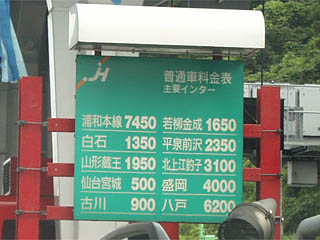 JH
普通車料金表
主要インター
浦和本線 7450 若柳金成 1650
白石 1350 平泉前沢 2350
山形蔵王 1950 北上江釣子 3100
仙台宮城 500 盛岡 4000
古川 900 八戸 6200